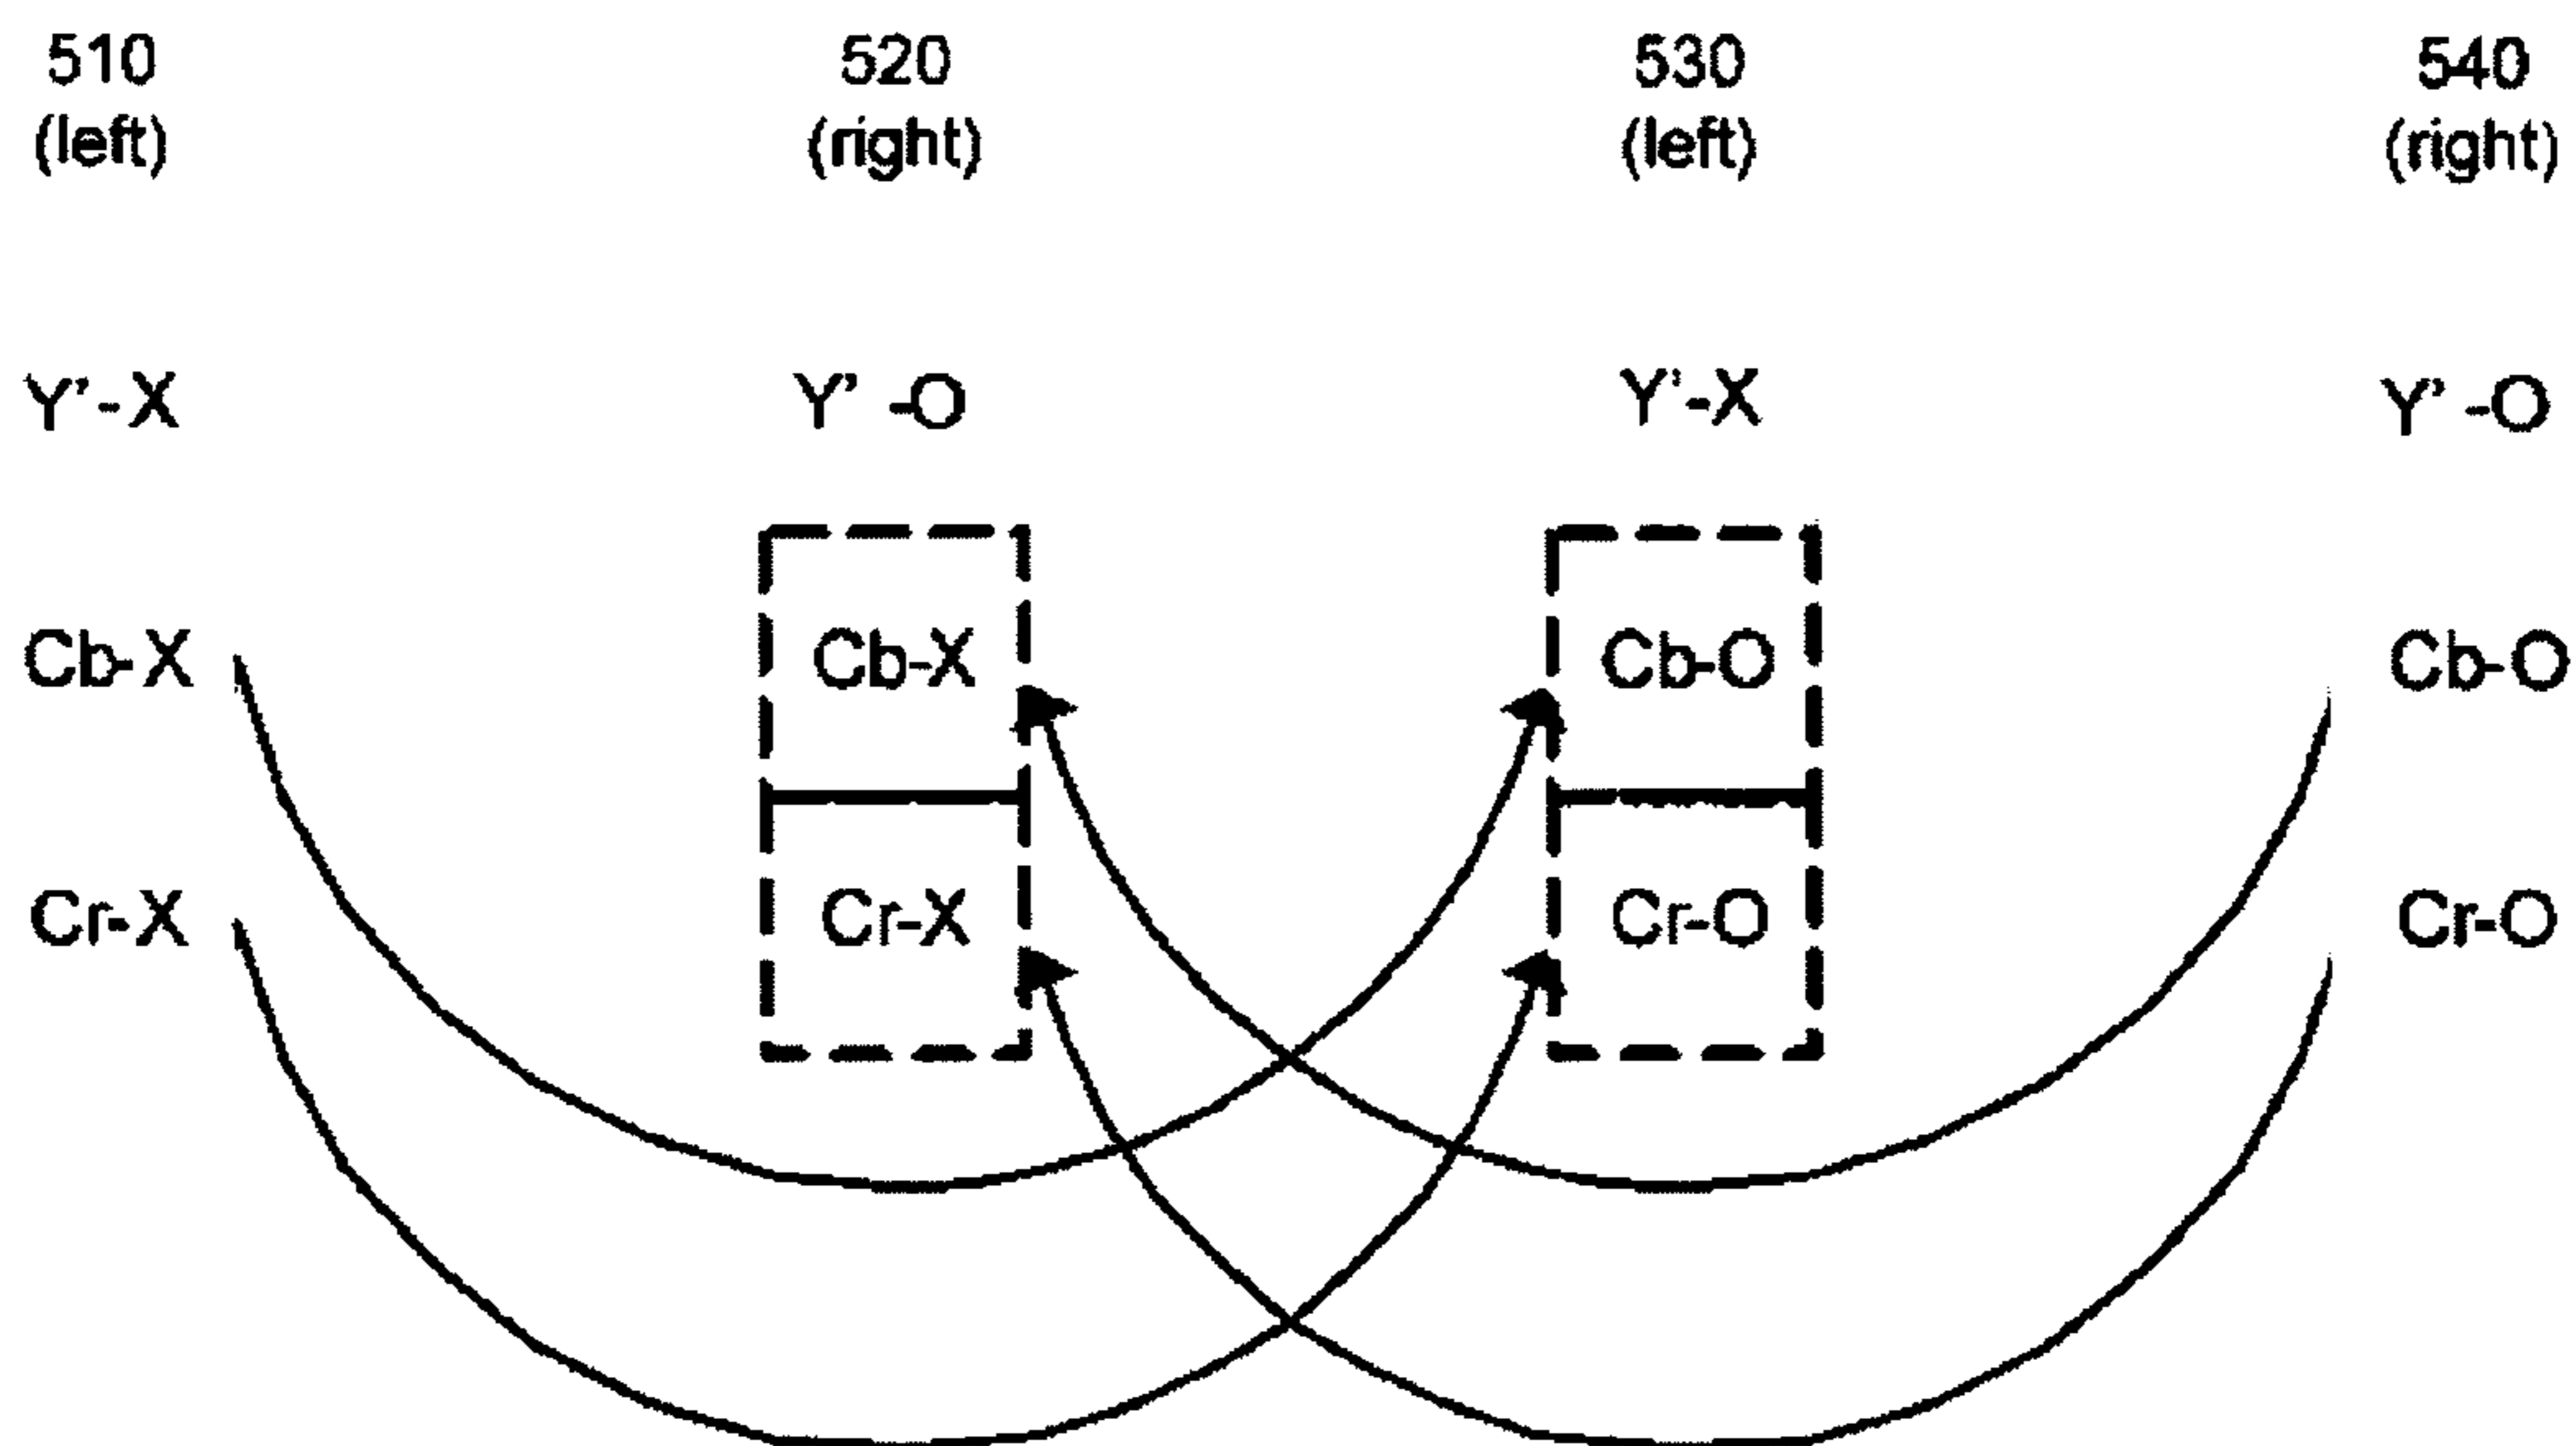 510 520 530 540
(left) (right) (left) (right)
Y'-X Y' -O Y'-X Y' -O
Cb-X Cb-X Cb-O Cb-O
Cr-X Cr-X Cr-O Cr-O